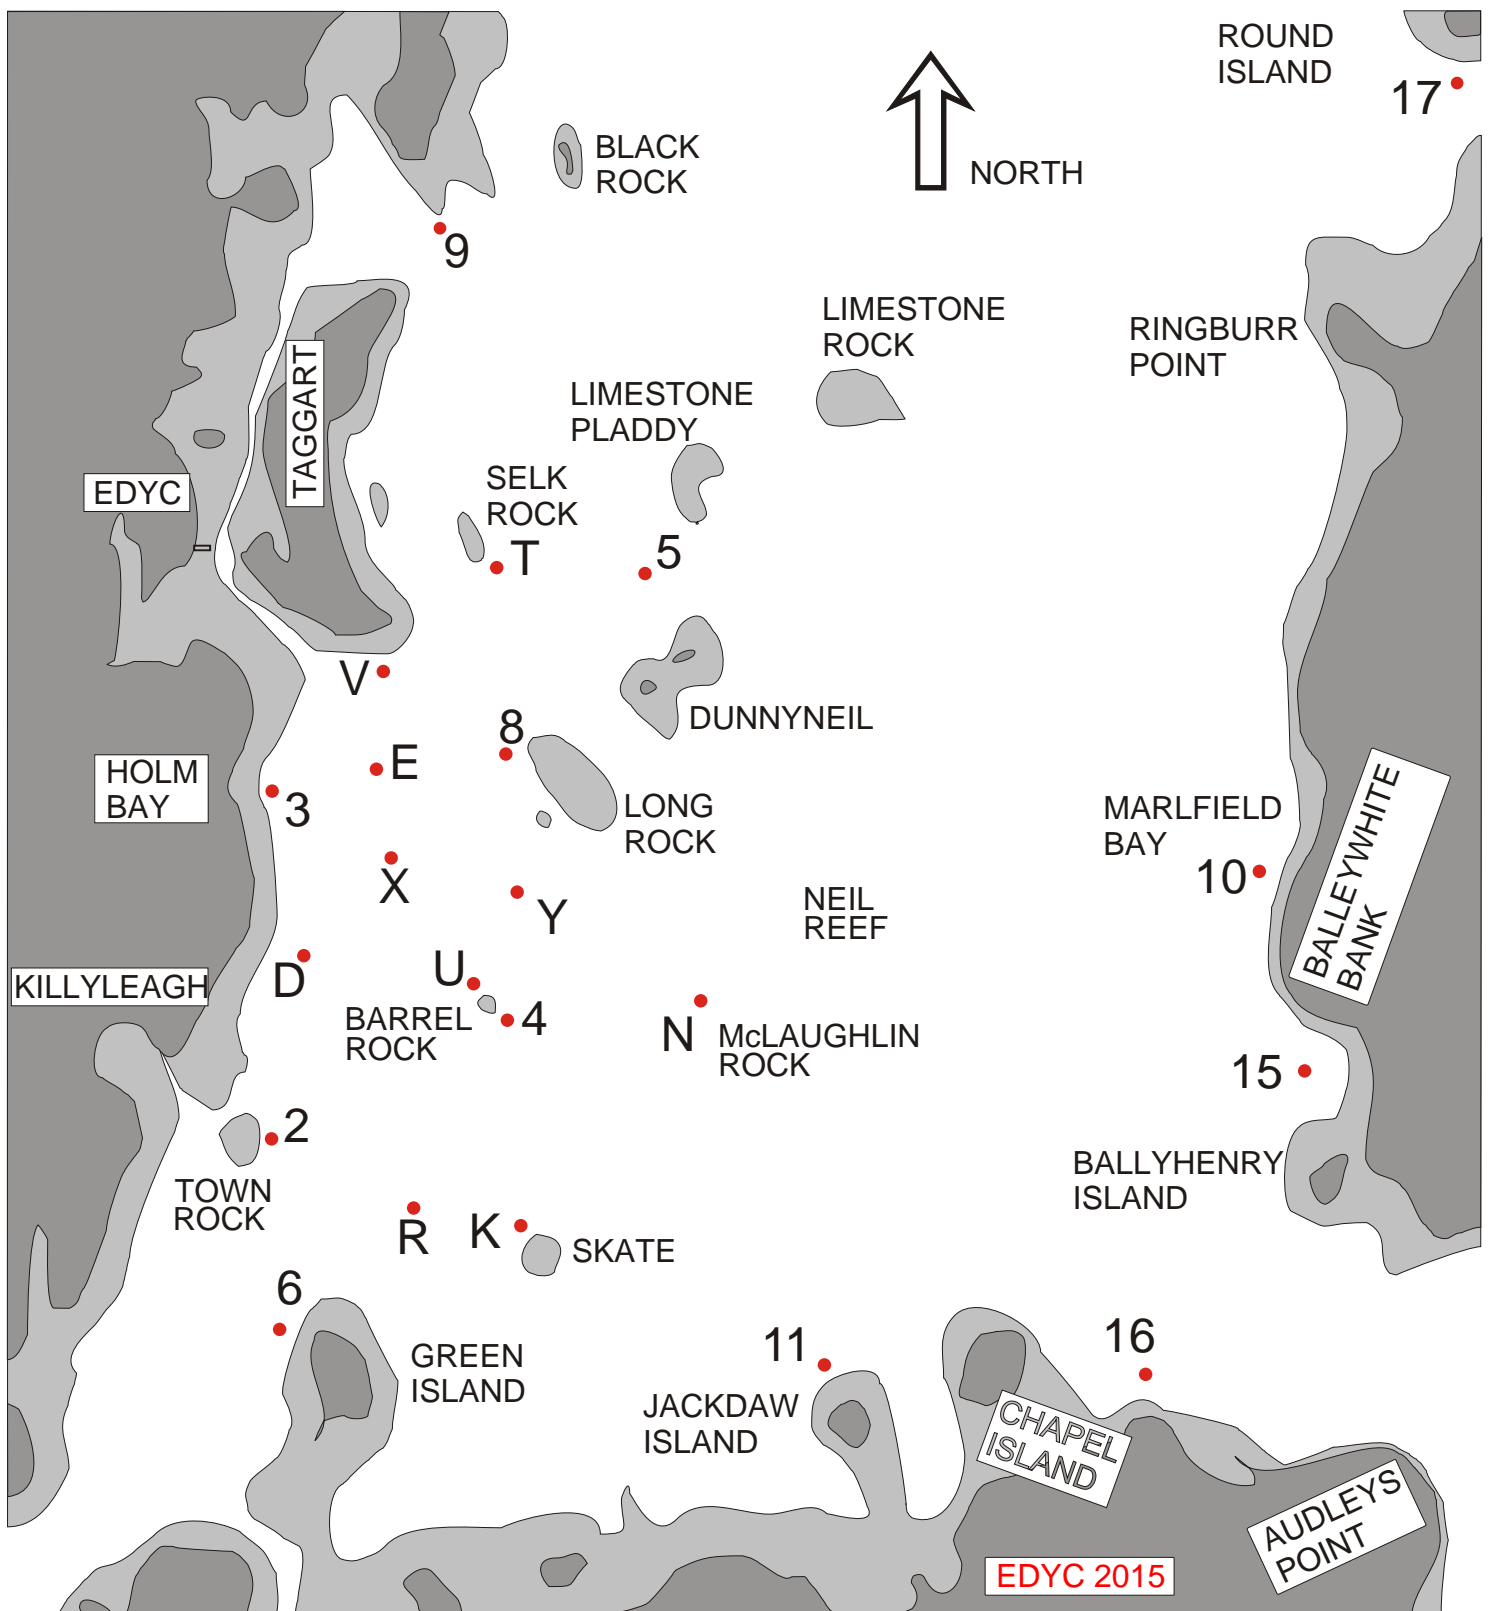 ROUND
ISLAND
17
BLACK
ROCK
NORTH
9
LIMESTONE
ROCK
RINGBURR
POINT
TAGGART
LIMESTONE
PLADDY
EDYC
SELK
ROCK
T
5
V
DUNNYNEIL
8
E
HOLM
BAY
3
LONG
ROCK
MARLFIELD
BAY
BALLEYWHITE
BANK
10
X
Y
NEIL
REEF
D
U
KILLYLEAGH
BARREL
ROCK
4
N
McLAUGHLIN
ROCK
15
2
BALLYHENRY
ISLAND
TOWN
ROCK
R
K
SKATE
6
11
16
GREEN
ISLAND
JACKDAW
ISLAND
CHAPEL
ISLAND
AUDLEYS
POINT
EDYC 2015